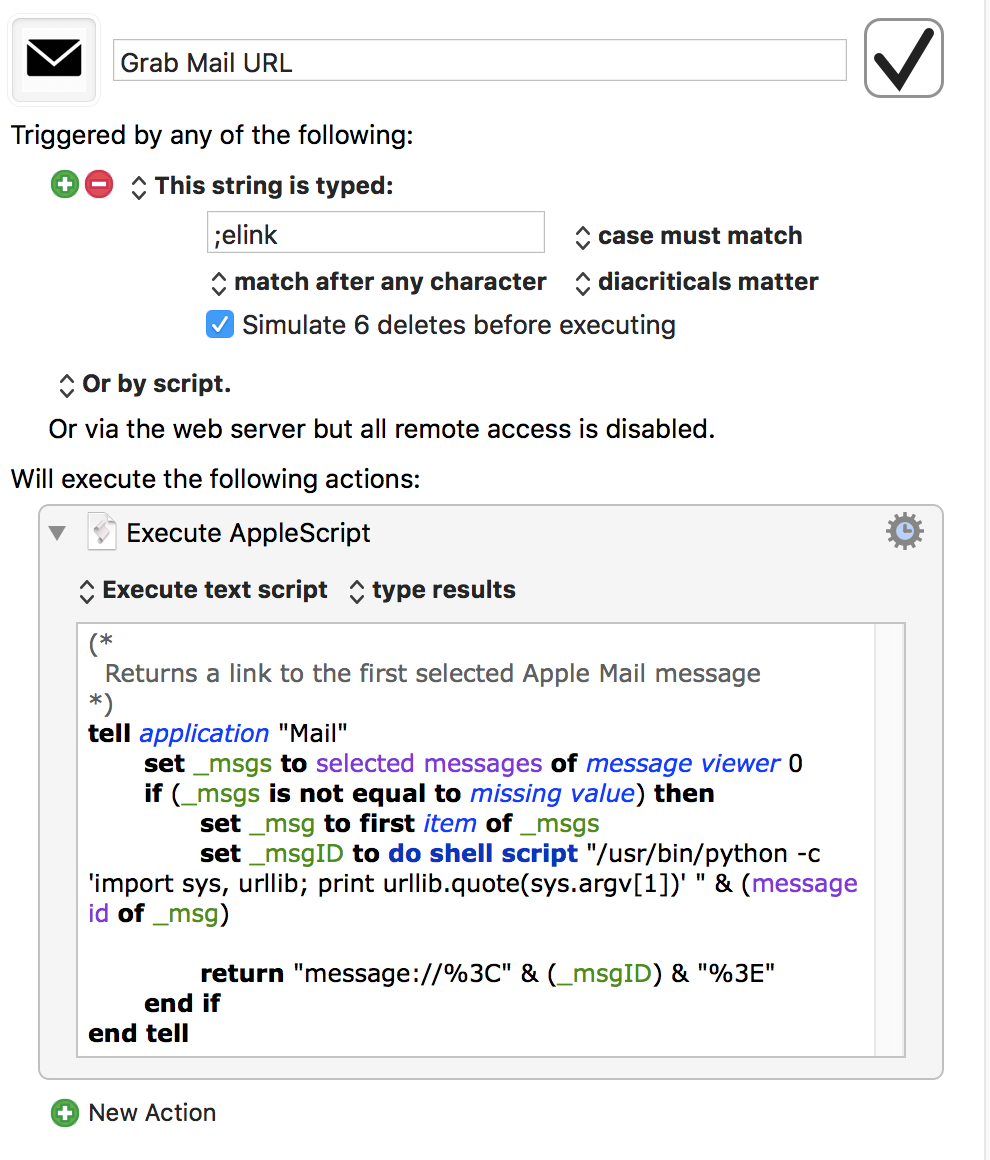 Grab Mail URL
Triggered by any of the following:
This string is typed:
;elink
case must match
match after any character
diacriticals matter
Simulate 6 deletes before executing
Or by script.
Or via the web server but all remote access is disabled.
Will execute the following actions:
Execute AppleScript
Execute text script
type results
(*
Returns a link to the first selected Apple Mail message
*)
tell application "Mail"
set _msgs to selected messages of message viewer 0
if (_msgs is not equal to missing value) then
set _msg to first item of _msgs
set _msgID to do shell script "/usr/bin/python -c
'import sys, urllib; print urllib.quote(sys.argv[1])' " & (message
id of _msg)
return "message://%3C" & (_msgID) & "%3E"
end if
end tell
New Action